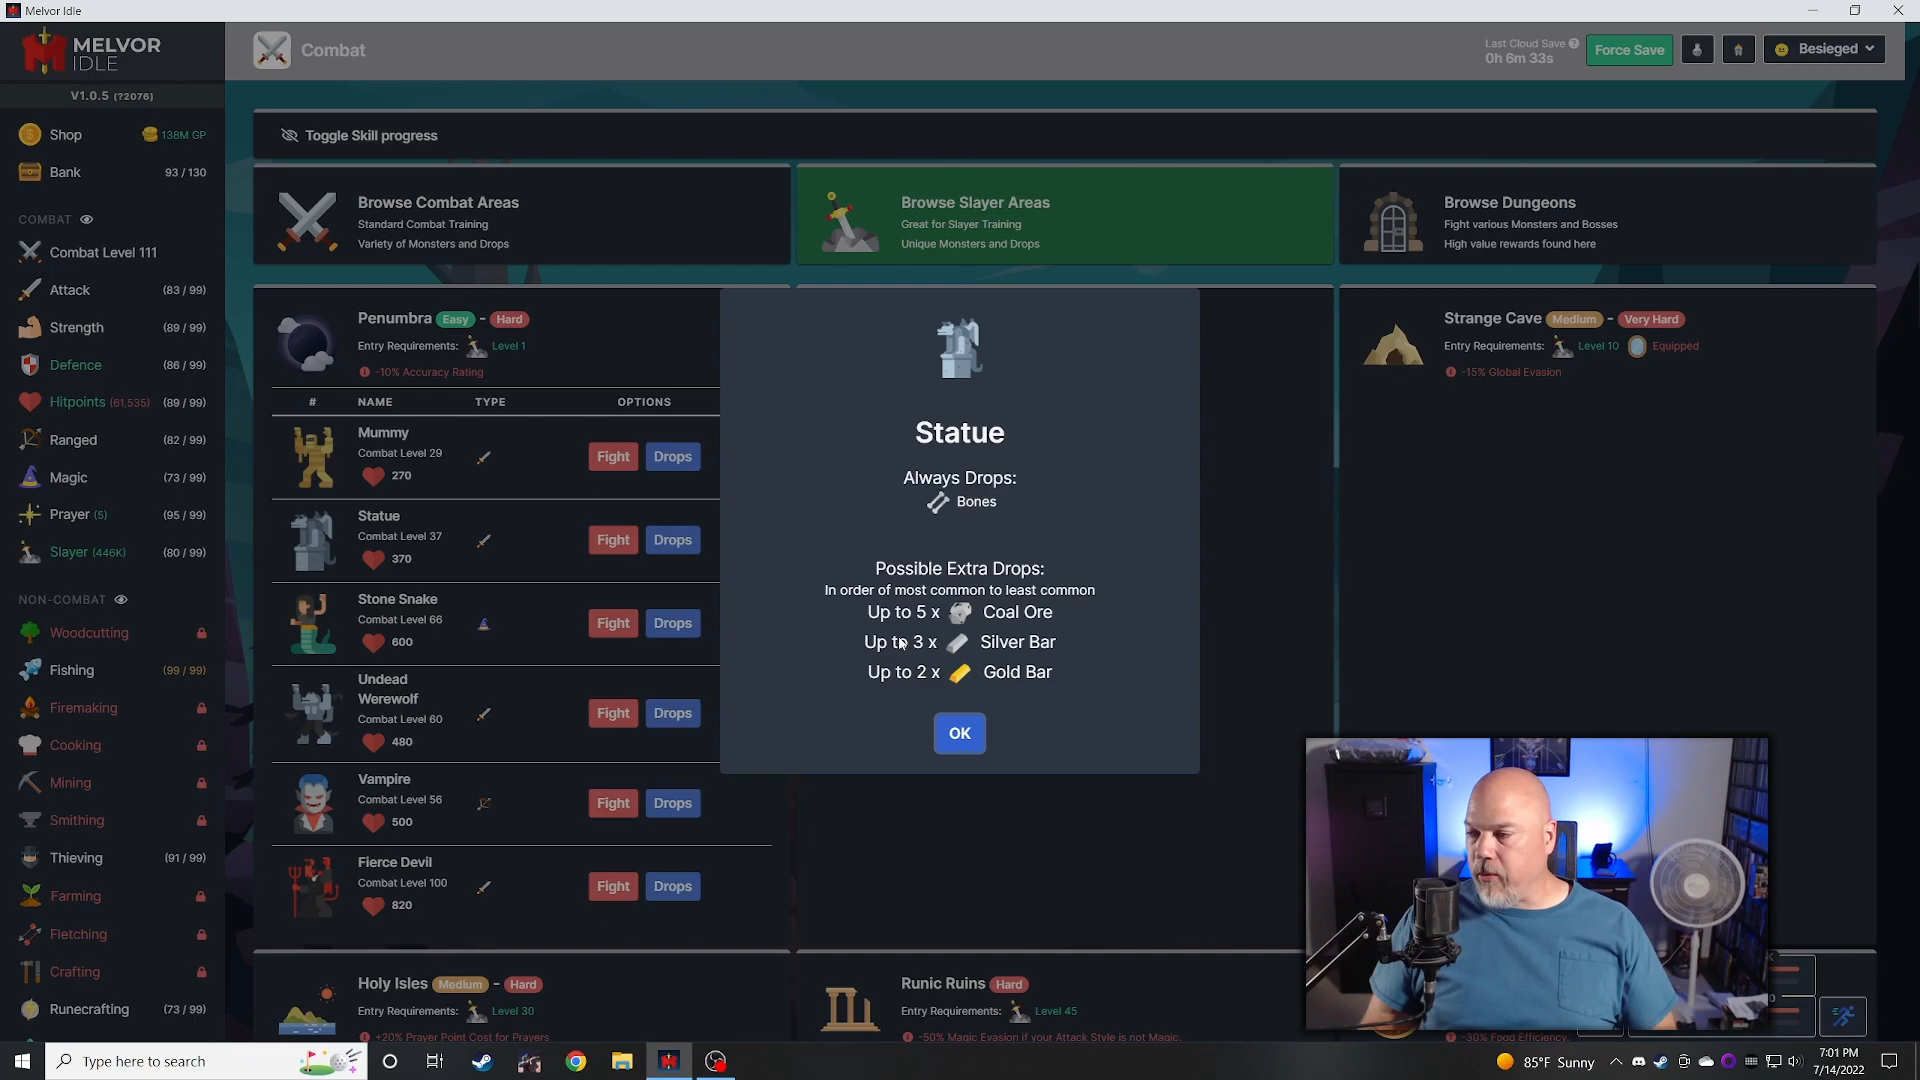 Melvor Idle
MELVOR
IDLE
V1.0.5 (?2076)
Shop 138M GP
Bank 93 / 130
COMBAT
Combat Level 111
Attack (83 / 99)
Strength (89 / 99)
Defence (86 / 99)
Hitpoints (61,535) (89 / 99)
Ranged (82 / 99)
Magic (73 / 99)
Prayer (5) (95 / 99)
Slayer (446K) (80 / 99)
NON-COMBAT
Woodcutting
Fishing (99 / 99)
Firemaking
Cooking
Mining
Smithing
Thieving (91 / 99)
Farming
Fletching
Crafting
Runecrafting (73 / 99)
Combat
Last Cloud Save
0h 6m 33s
Force Save
Besieged
Toggle Skill progress
Browse Combat Areas
Standard Combat Training
Variety of Monsters and Drops
Browse Slayer Areas
Great for Slayer Training
Unique Monsters and Drops
Browse Dungeons
Fight various Monsters and Bosses
High value rewards found here
Penumbra Easy - Hard
Entry Requirements: Level 1
-10% Accuracy Rating
# NAME TYPE OPTIONS
Mummy
Combat Level 29
270
Fight Drops
Statue
Combat Level 37
370
Fight Drops
Stone Snake
Combat Level 66
600
Fight Drops
Undead
Werewolf
Combat Level 60
480
Fight Drops
Vampire
Combat Level 56
500
Fight Drops
Fierce Devil
Combat Level 100
820
Fight Drops
Statue
Always Drops:
Bones
Possible Extra Drops:
In order of most common to least common
Up to 5 x Coal Ore
Up to 3 x Silver Bar
Up to 2 x Gold Bar
OK
Strange Cave Medium - Very Hard
Entry Requirements: Level 10 Equipped
-15% Global Evasion
Holy Isles Medium - Hard
Entry Requirements: Level 30
+20% Prayer Point Cost for Prayers
Runic Ruins Hard
Entry Requirements: Level 45
-50% Magic Evasion if your Attack Style is not Magic.
-30% Food Efficiency.
Type here to search
85°F Sunny
7:01 PM
7/14/2022